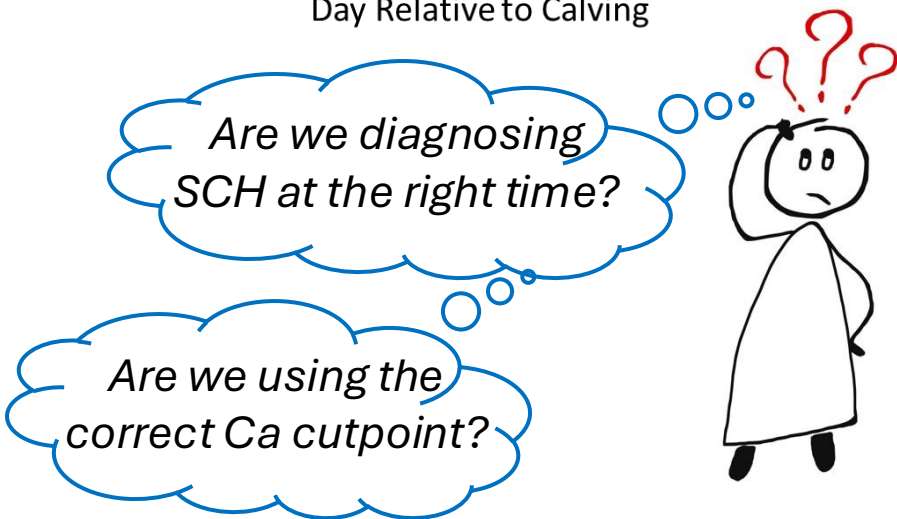 Day Relative to Calving
Are we diagnosing
SCH at the right time?
Are we using the
correct Ca cutpoint?